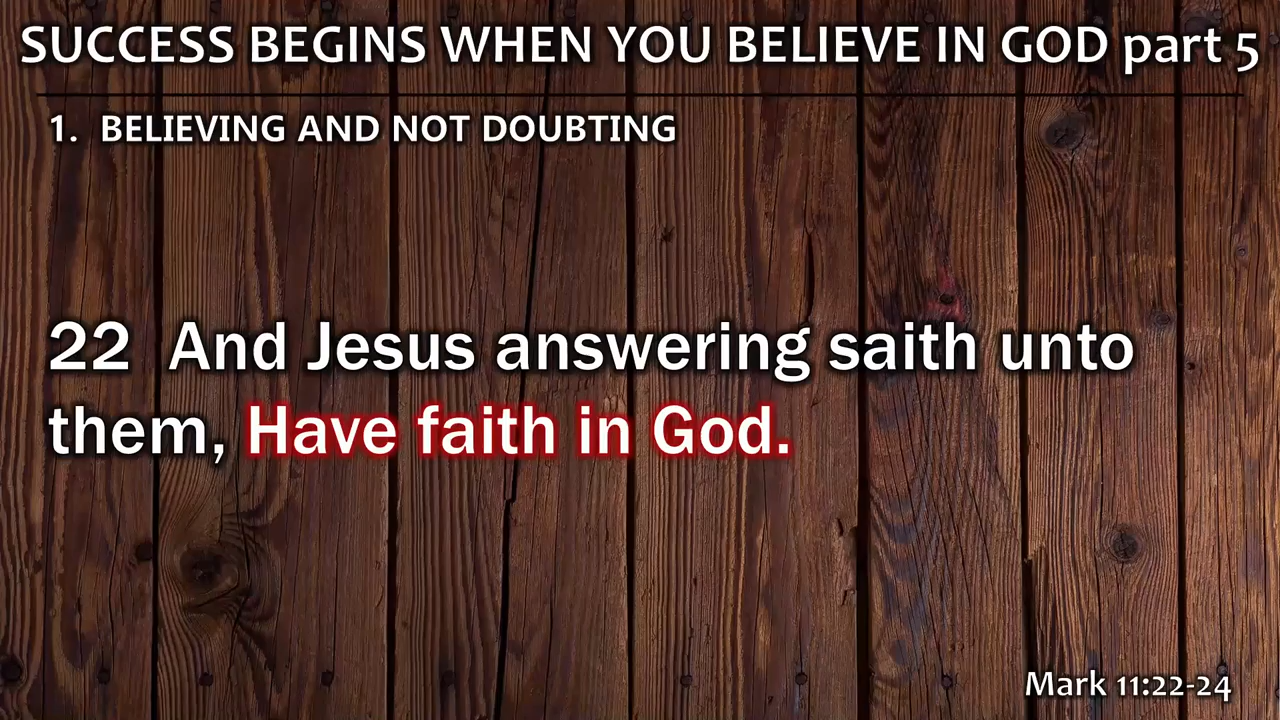 SUCCESS BEGINS WHEN YOU BELIEVE IN GOD part 5
1. BELIEVING AND NOT DOUBTING
22 And Jesus answering saith unto
them, Have faith in God.
Mark 11:22-24